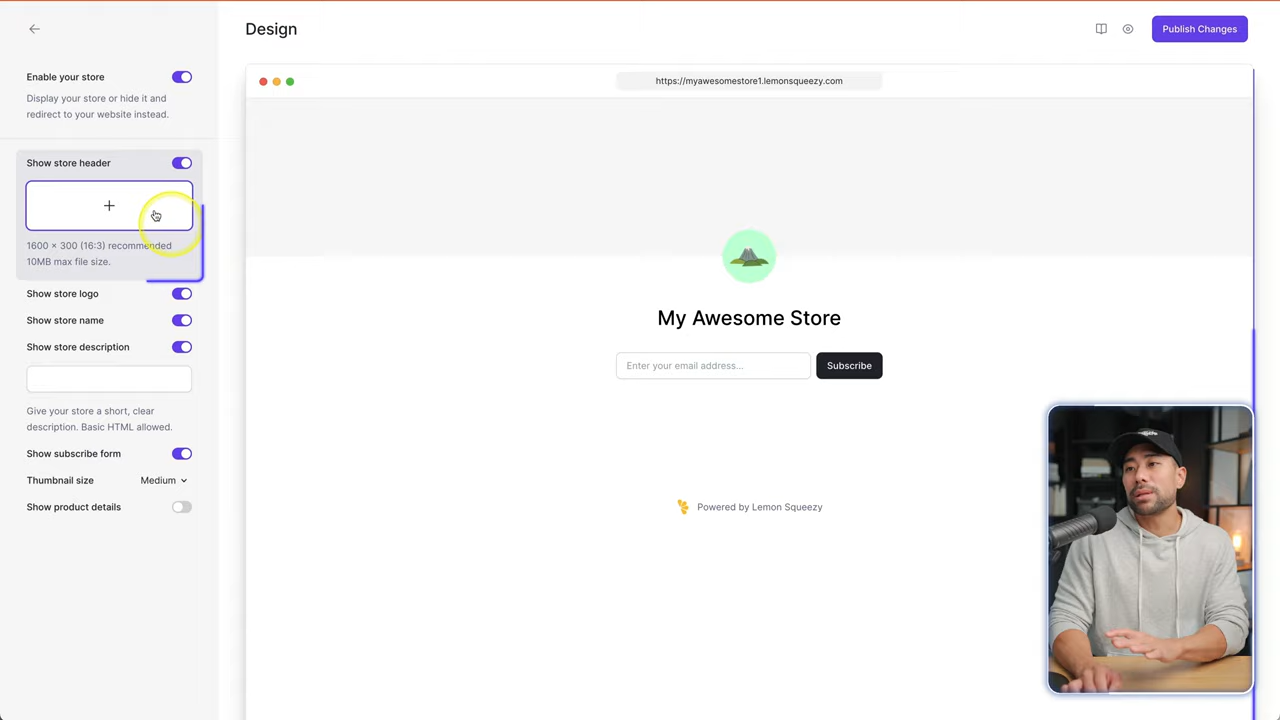 Design
Publish Changes
Enable your store
Display your store or hide it and
redirect to your website instead.
Show store header
1600 × 300 (16:3) recommended
10MB max file size.
Show store logo
Show store name
Show store description
Give your store a short, clear
description. Basic HTML allowed.
Show subscribe form
Thumbnail size
Medium
Show product details
https://myawesomestore1.lemonsqueezy.com
My Awesome Store
Enter your email address...
Subscribe
Powered by Lemon Squeezy